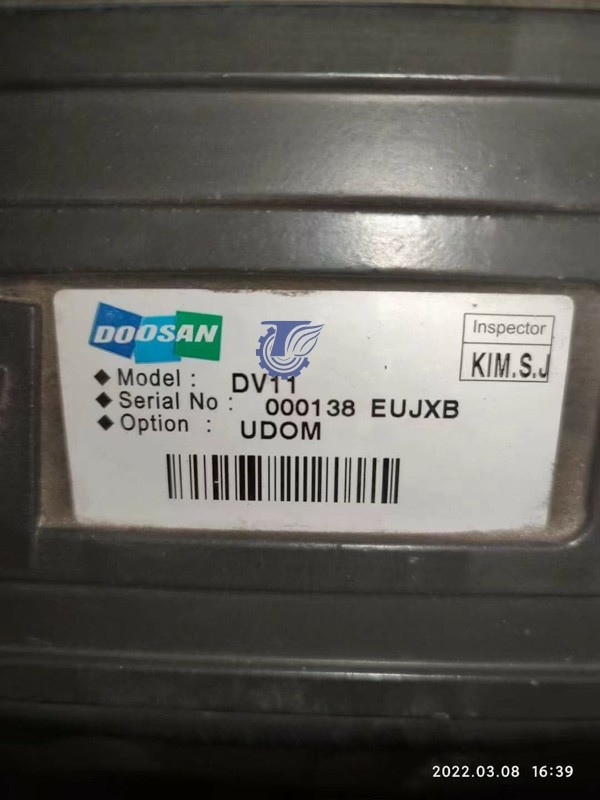 DOOSAN
Inspector
KIM.S.J
◆ Model : DV11
◆ Serial No : 000138 EUJXB
◆ Option : UDOM
2022.03.08 16:39